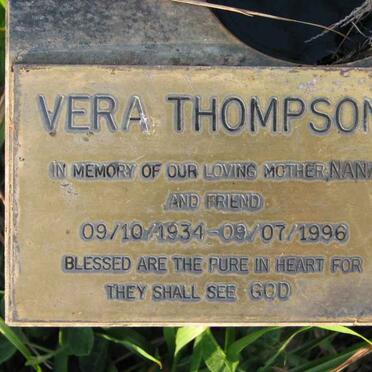 VERA THOMPSON
IN MEMORY OF OUR LOVING MOTHER, NANA
AND FRIEND
09/10/1934-09/07/1996
BLESSED ARE THE PURE IN HEART FOR
THEY SHALL SEE GOD